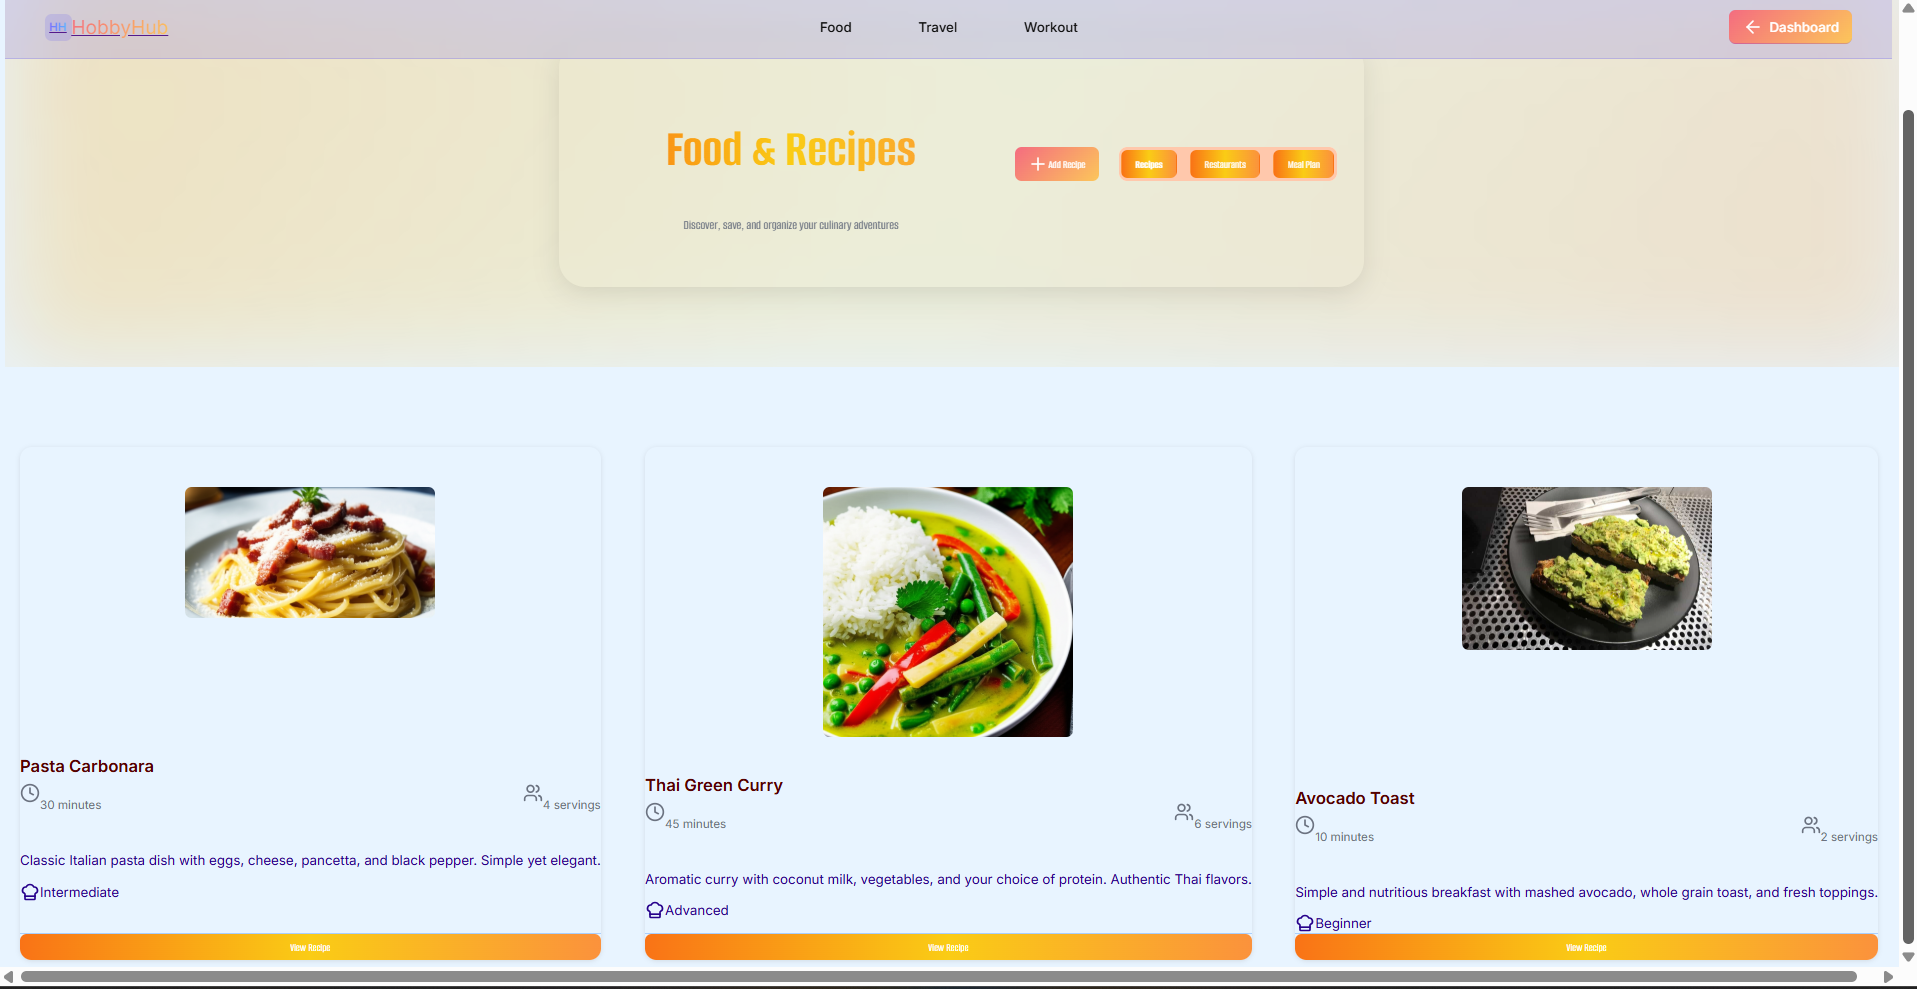 HH HobbyHub
Food Travel Workout
Dashboard
Food & Recipes
Add Recipe
Recipes Restaurants Meal Plan
Discover, save, and organize your culinary adventures
Pasta Carbonara
30 minutes 4 servings
Classic Italian pasta dish with eggs, cheese, pancetta, and black pepper. Simple yet elegant.
Intermediate
View Recipe
Thai Green Curry
45 minutes 6 servings
Aromatic curry with coconut milk, vegetables, and your choice of protein. Authentic Thai flavors.
Advanced
View Recipe
Avocado Toast
10 minutes 2 servings
Simple and nutritious breakfast with mashed avocado, whole grain toast, and fresh toppings.
Beginner
View Recipe